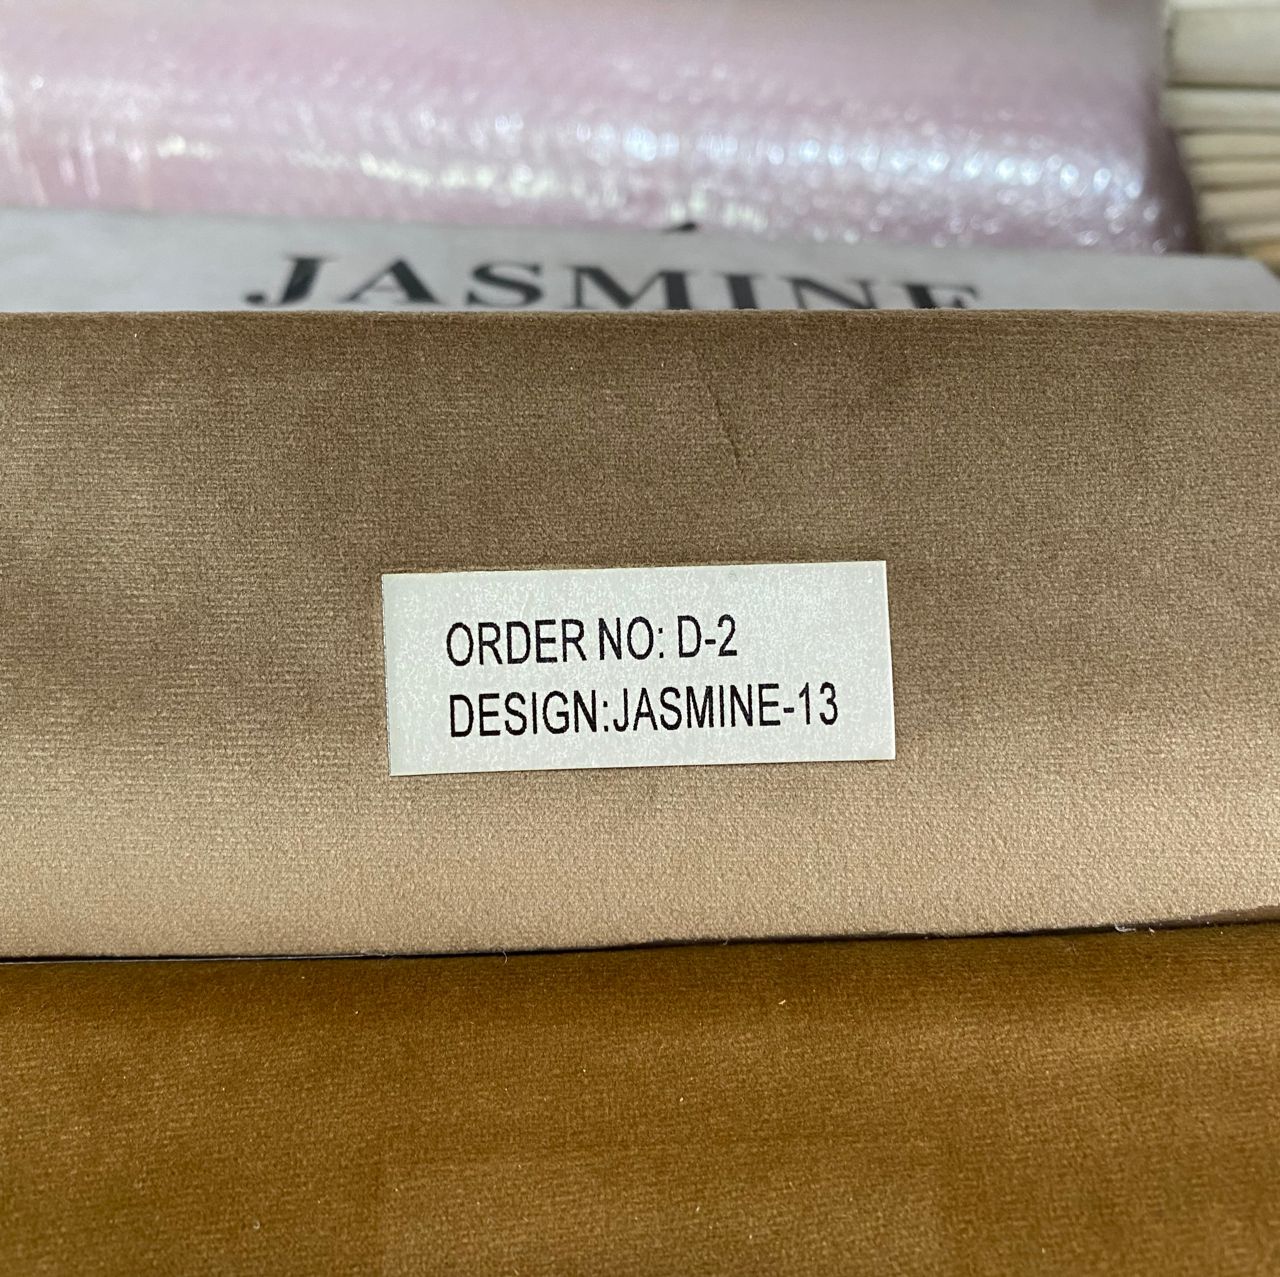 JASMINE
ORDER NO: D-2
DESIGN:JASMINE-13